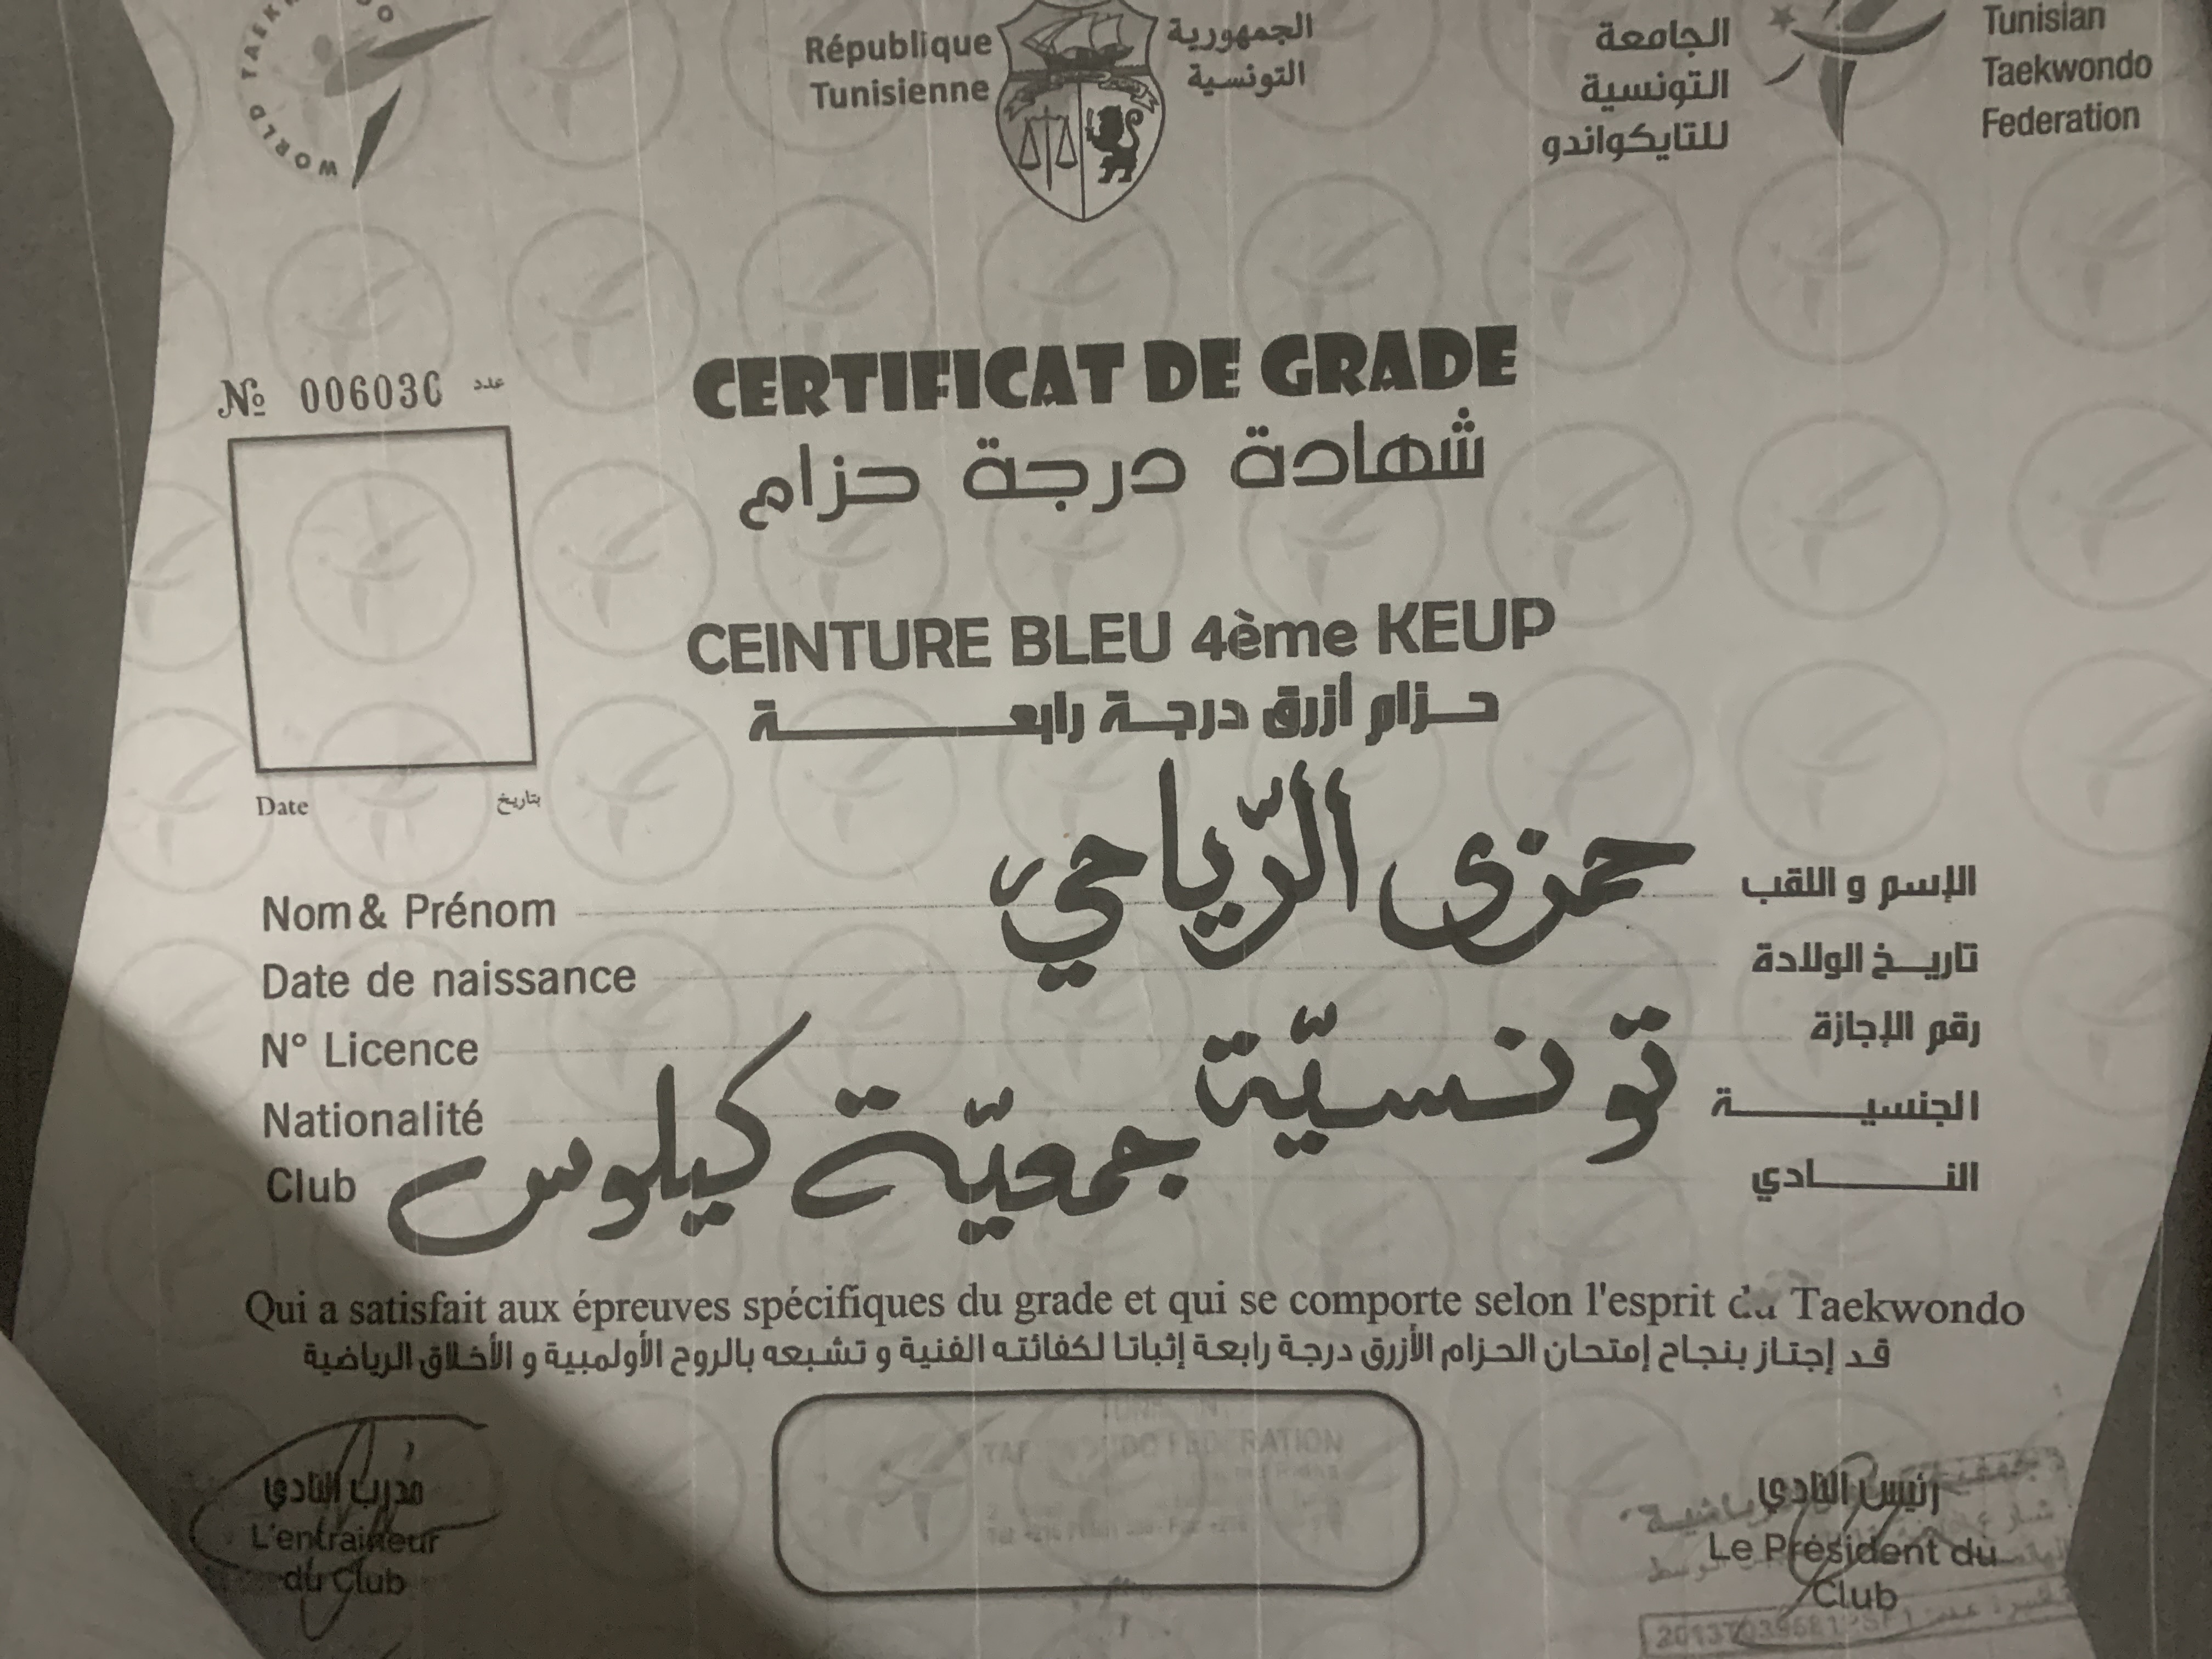 WORLD TAEK
République
Tunisienne
الجمهورية
التونسية
الجامعة
التونسية
للتايكواندو
Tunisian
Taekwondo
Federation
№ 006030 عدد
CERTIFICAT DE GRADE
شهادة درجة حزام
CEINTURE BLEU 4ème KEUP
حزام أزرق درجة رابعة
Date بتاريخ
Nom & Prénom حمزى الرّياحي الإسم و اللقب
Date de naissance تاريخ الولادة
N° Licence رقم الإجازة
Nationalité تونسيّة الجنسية
Club جمعيّة كيلوس النادي
Qui a satisfait aux épreuves spécifiques du grade et qui se comporte selon l'esprit du Taekwondo
قد إجتاز بنجاح إمتحان الحزام الأزرق درجة رابعة إثباتا لكفائته الفنية و تشبعه بالروح الأولمبية و الأخلاق الرياضية
مدرب النادي
L'entraineur
du Club
FEDERATION
رئيس النادي
Le Président du
Club